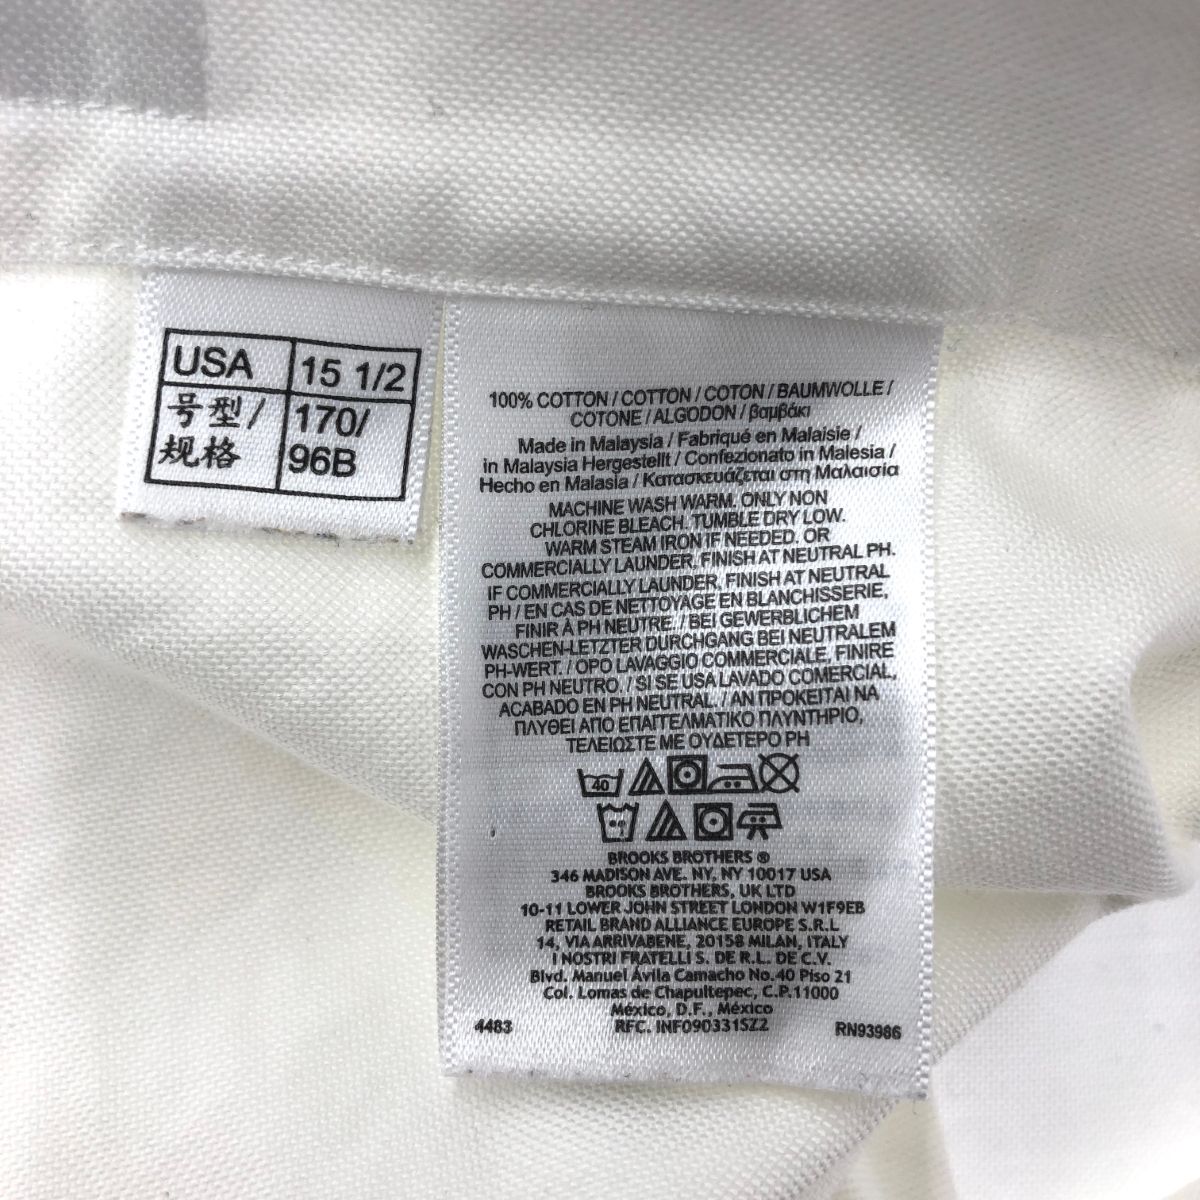 USA 15 1/2
号型/ 170/
规格 96B
100% COTTON / COTTON / COTON / BAUMWOLLE /
COTONE / ALGODON / βαμβάκι
Made in Malaysia / Fabriqué en Malaisie /
in Malaysia Hergestellt / Confezionato in Malesia /
Hecho en Malasia / Κατασκευάζεται στη Μαλαισία
MACHINE WASH WARM. ONLY NON
CHLORINE BLEACH. TUMBLE DRY LOW.
WARM STEAM IRON IF NEEDED. OR
COMMERCIALLY LAUNDER, FINISH AT NEUTRAL PH.
IF COMMERCIALLY LAUNDER, FINISH AT NEUTRAL
PH / EN CAS DE NETTOYAGE EN BLANCHISSERIE,
FINIR À PH NEUTRE. / BEI GEWERBLICHEM
WASCHEN-LETZTER DURCHGANG BEI NEUTRALEM
PH-WERT. / OPO LAVAGGIO COMMERCIALE, FINIRE
CON PH NEUTRO. / SI SE USA LAVADO COMERCIAL,
ACABADO EN PH NEUTRAL. / ΑΝ ΠΡΟΚΕΙΤΑΙ ΝΑ
ΠΛΥΘΕΙ ΑΠΟ ΕΠΑΓΓΕΛΜΑΤΙΚΟ ΠΛΥΝΤΗΡΙΟ,
ΤΕΛΕΙΩΣΤΕ ΜΕ ΟΥΔΕΤΕΡΟ PH
40
BROOKS BROTHERS ®
346 MADISON AVE. NY, NY 10017 USA
BROOKS BROTHERS, UK LTD
10-11 LOWER JOHN STREET LONDON W1F9EB
RETAIL BRAND ALLIANCE EUROPE S.R.L
14, VIA ARRIVABENE, 20158 MILAN, ITALY
I NOSTRI FRATELLI S. DE R.L. DE C.V.
Blvd. Manuel Ávila Camacho No.40 Piso 21
Col. Lomas de Chapultepec, C.P.11000
México, D.F., México
4483 RFC. INF090331SZ2 RN93986